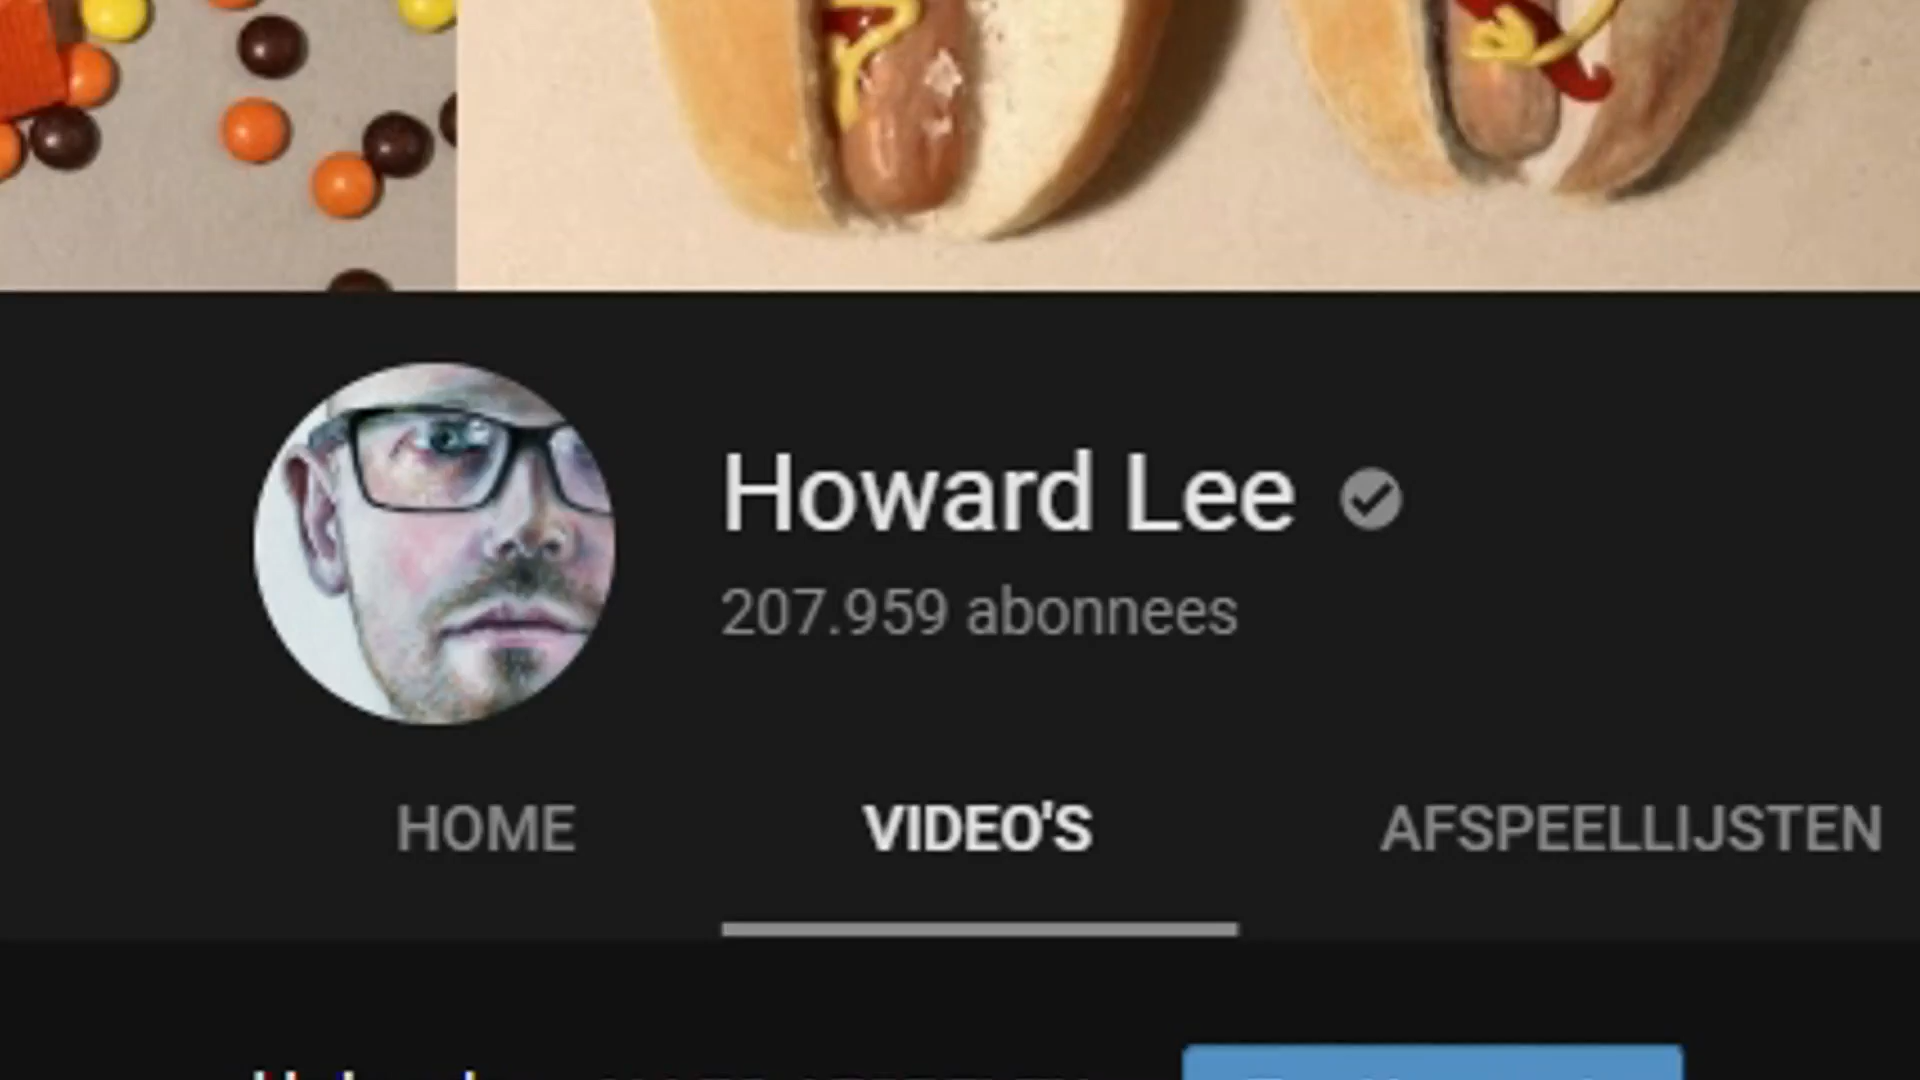 Howard Lee
207.959 abonnees
HOME
VIDEO'S
AFSPEELLIJSTEN